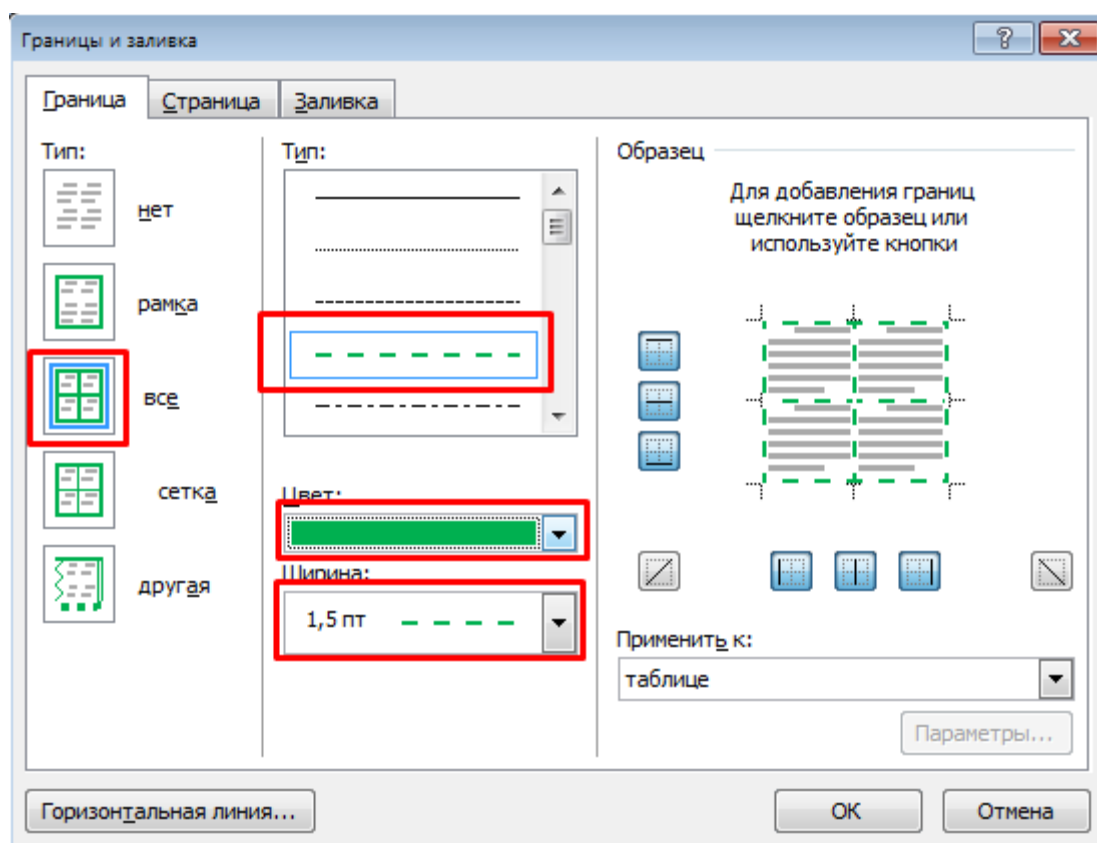 Границы и заливка
Граница
Страница
Заливка
Тип:
нет
рамка
все
сетка
другая
Тип:
Цвет:
Ширина:
1,5 пт
Образец
Для добавления границ
щелкните образец или
используйте кнопки
Применить к:
таблице
Параметры...
Горизонтальная линия...
ОК
Отмена